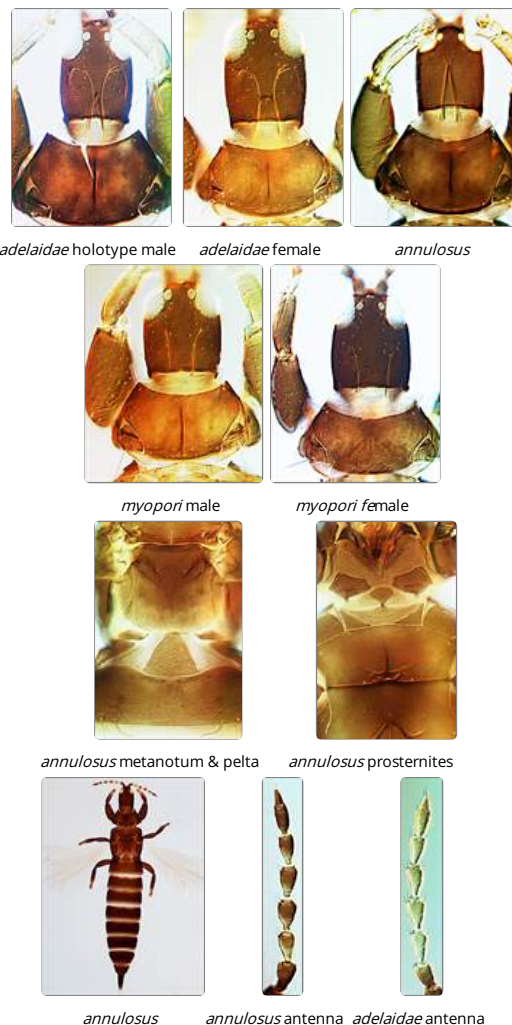 adelaidae holotype male adelaidae female annulosus
myopori male myopori female
annulosus metanotum & pelta annulosus prosternites
annulosus annulosus antenna adelaidae antenna